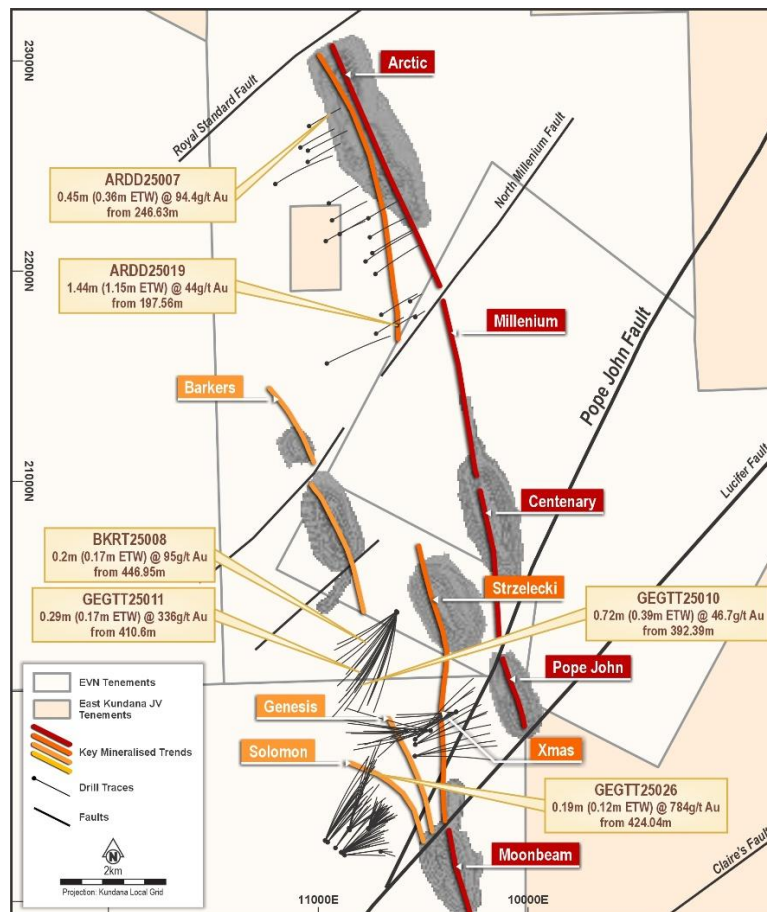 23000N
Arctic
Royal Standard Fault
ARDD25007
0.45m (0.36m ETW) @ 94.4g/t Au
from 246.63m
North Millenium Fault
22000N
ARDD25019
1.44m (1.15m ETW) @ 44g/t Au
from 197.56m
Millenium
Pope John Fault
Barkers
Lucifer Fault
21000N
Centenary
BKRT25008
0.2m (0.17m ETW) @ 95g/t Au
from 446.95m
Strzelecki
GEGTT25011
0.29m (0.17m ETW) @ 336g/t Au
from 410.6m
GEGTT25010
0.72m (0.39m ETW) @ 46.7g/t Au
from 392.39m
Pope John
EVN Tenements
East Kundana JV
Tenements
Key Mineralised Trends
Drill Traces
Faults
N
2km
Projection: Kundana Local Grid
Genesis
Solomon
Xmas
GEGTT25026
0.19m (0.12m ETW) @ 784g/t Au
from 424.04m
Moonbeam
Claire's Fault
11000E
10000E